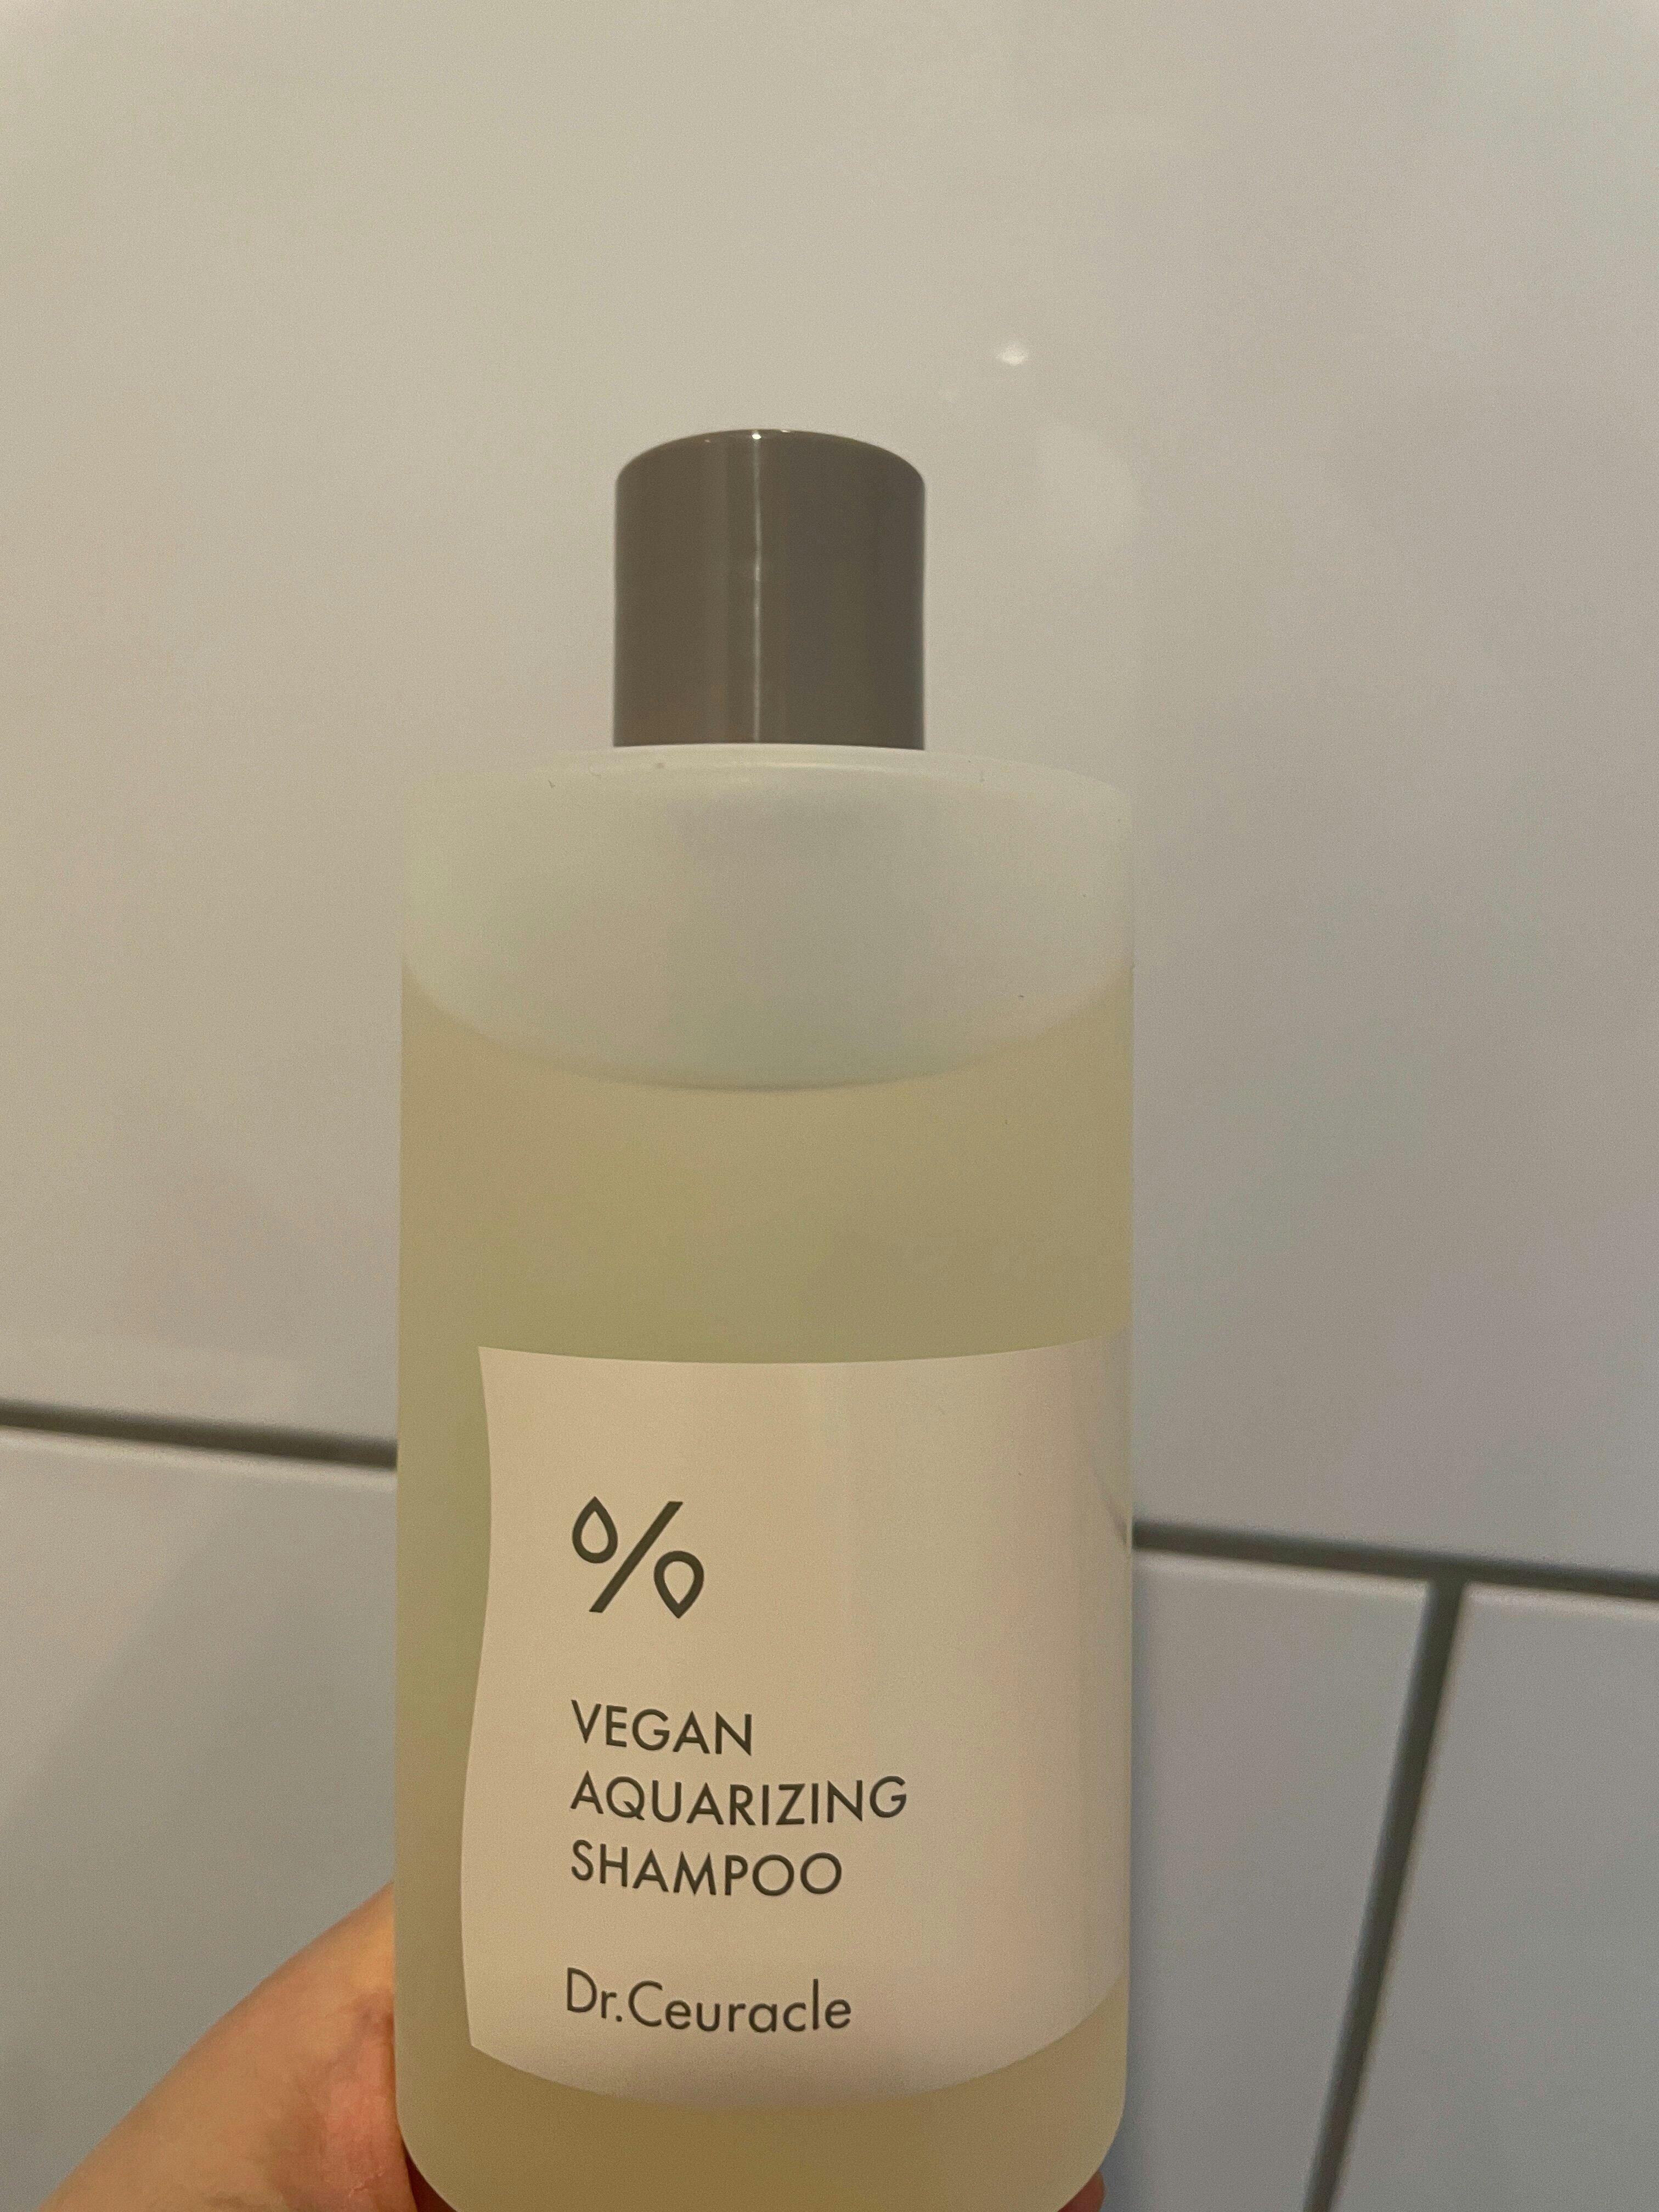 %
VEGAN
AQUARIZING
SHAMPOO
Dr.Ceuracle